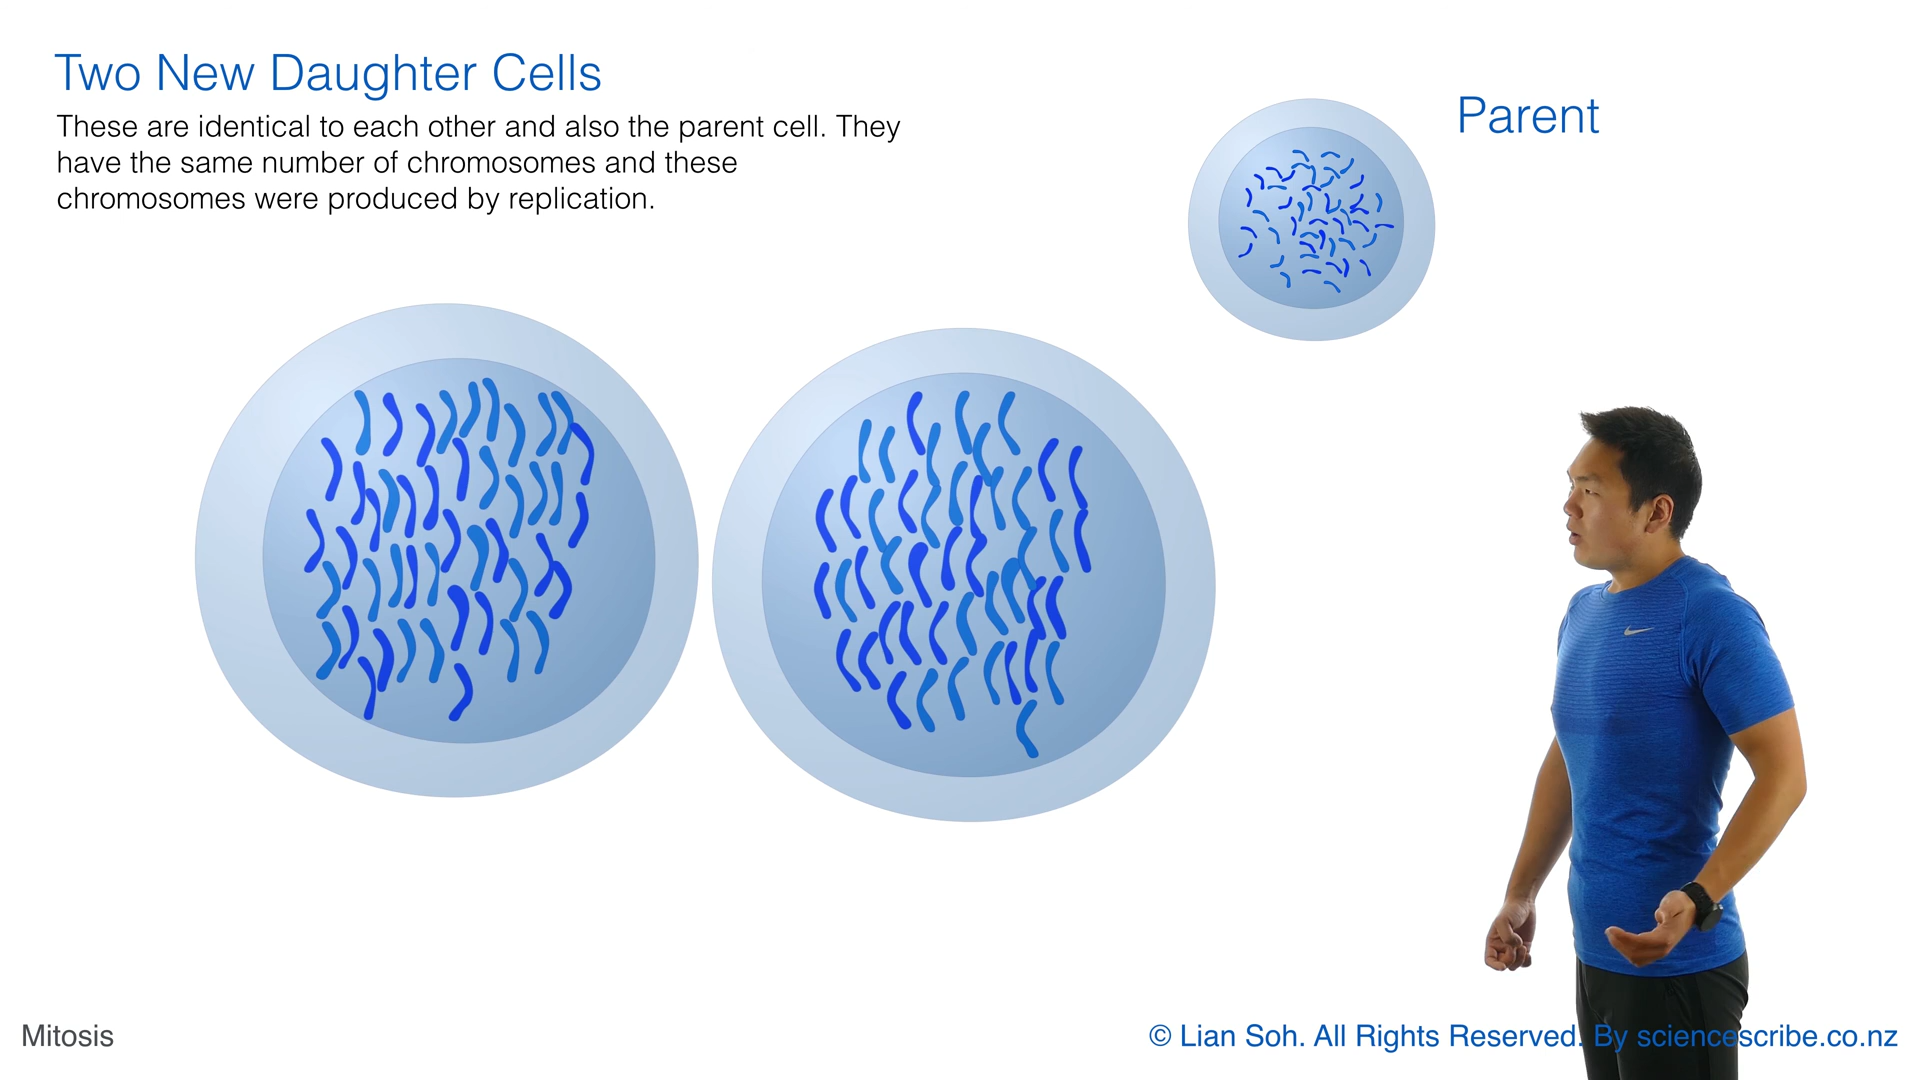 Two New Daughter Cells
These are identical to each other and also the parent cell. They
have the same number of chromosomes and these
chromosomes were produced by replication.
Parent
Mitosis
© Lian Soh. All Rights Reserved. By sciencescribe.co.nz